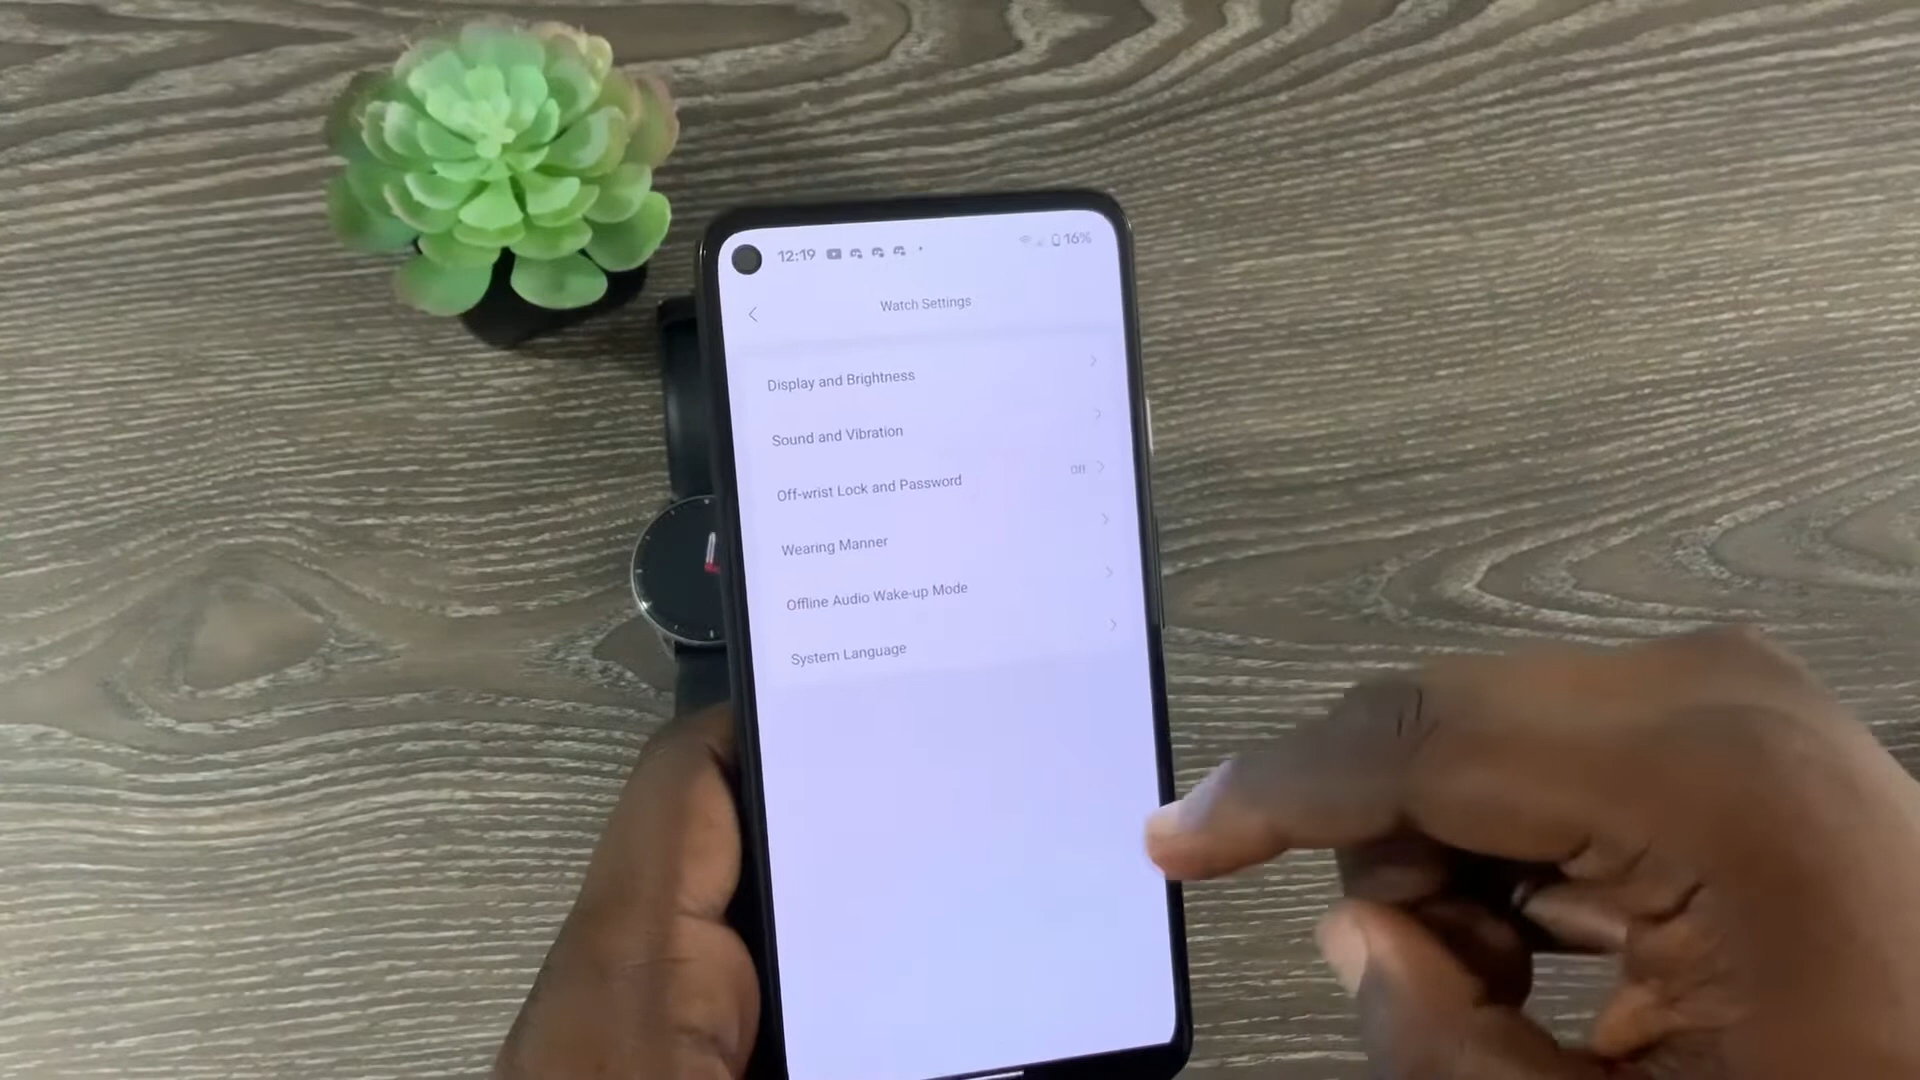 12:19 16%
Watch Settings
Display and Brightness
Sound and Vibration
Off-wrist Lock and Password Off
Wearing Manner
Offline Audio Wake-up Mode
System Language